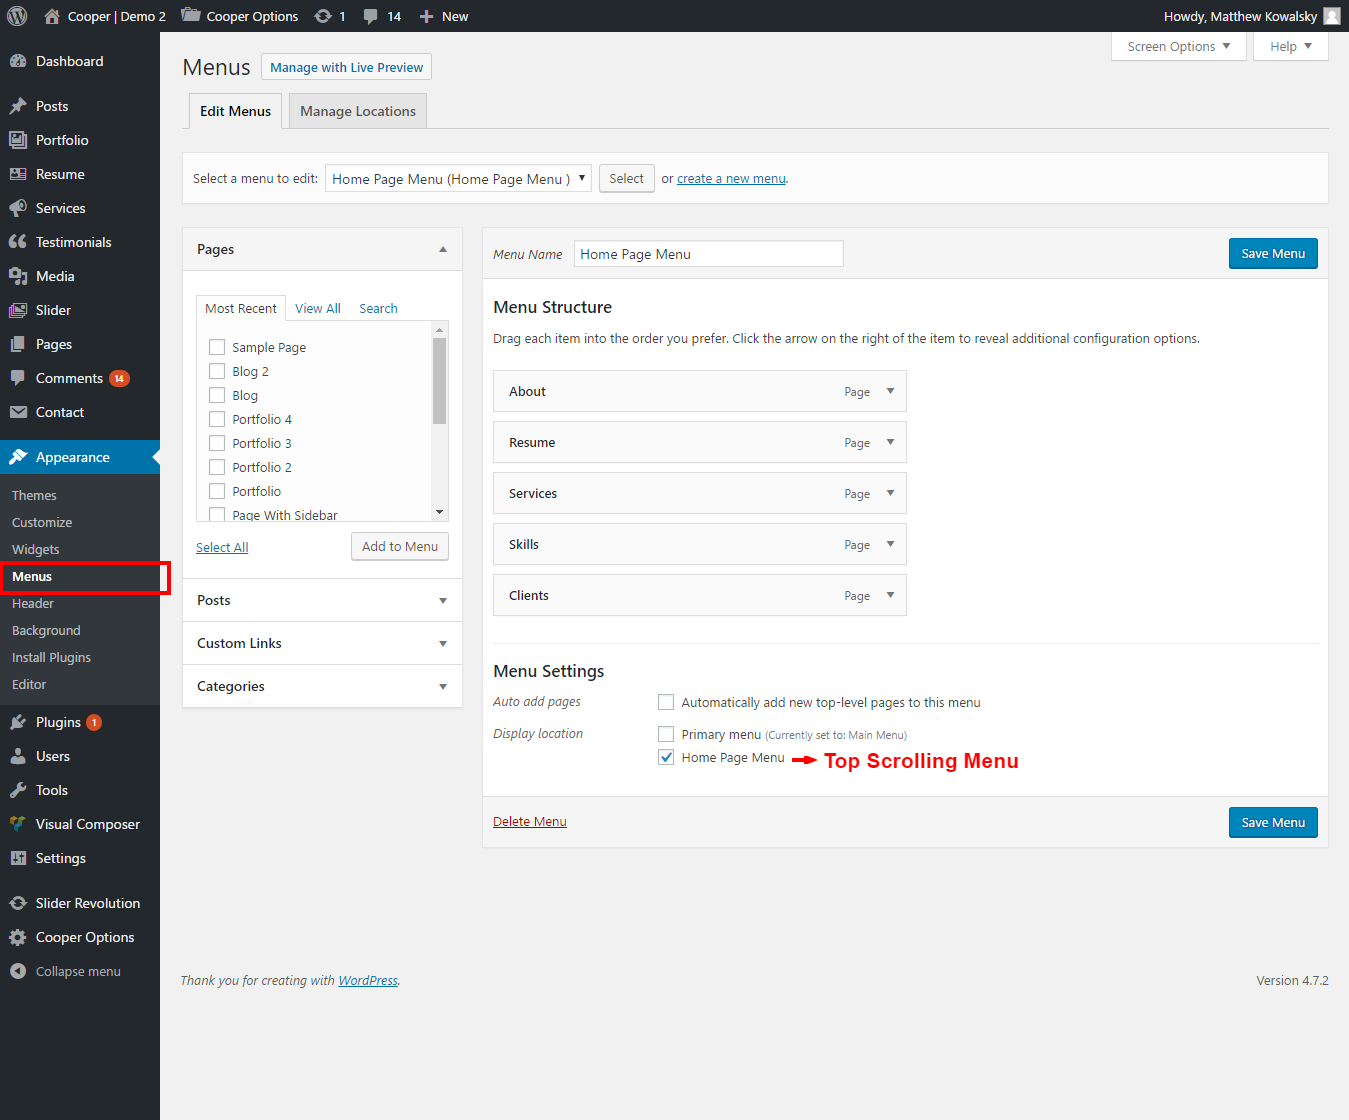 Cooper | Demo 2 Cooper Options 1 14 New Howdy, Matthew Kowalsky
Screen Options Help
Dashboard
Posts
Portfolio
Resume
Services
Testimonials
Media
Slider
Pages
Comments 14
Contact
Appearance
Themes
Customize
Widgets
Menus
Header
Background
Install Plugins
Editor
Plugins 1
Users
Tools
Visual Composer
Settings
Slider Revolution
Cooper Options
Collapse menu
Menus Manage with Live Preview
Edit Menus Manage Locations
Select a menu to edit: Home Page Menu (Home Page Menu ) Select or create a new menu.
Pages
Most Recent View All Search
Sample Page
Blog 2
Blog
Portfolio 4
Portfolio 3
Portfolio 2
Portfolio
Page With Sidebar
Select All Add to Menu
Posts
Custom Links
Categories
Menu Name Home Page Menu Save Menu
Menu Structure
Drag each item into the order you prefer. Click the arrow on the right of the item to reveal additional configuration options.
About Page
Resume Page
Services Page
Skills Page
Clients Page
Menu Settings
Auto add pages Automatically add new top-level pages to this menu
Display location Primary menu (Currently set to: Main Menu)
Home Page Menu Top Scrolling Menu
Delete Menu Save Menu
Thank you for creating with WordPress. Version 4.7.2